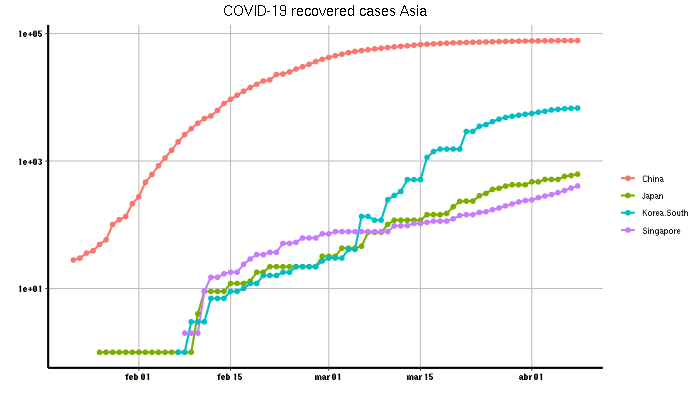 COVID-19 recovered cases Asia
1e+05
1e+03
1e+01
feb 01
feb 15
mar 01
mar 15
abr 01
China
Japan
Korea.South
Singapore